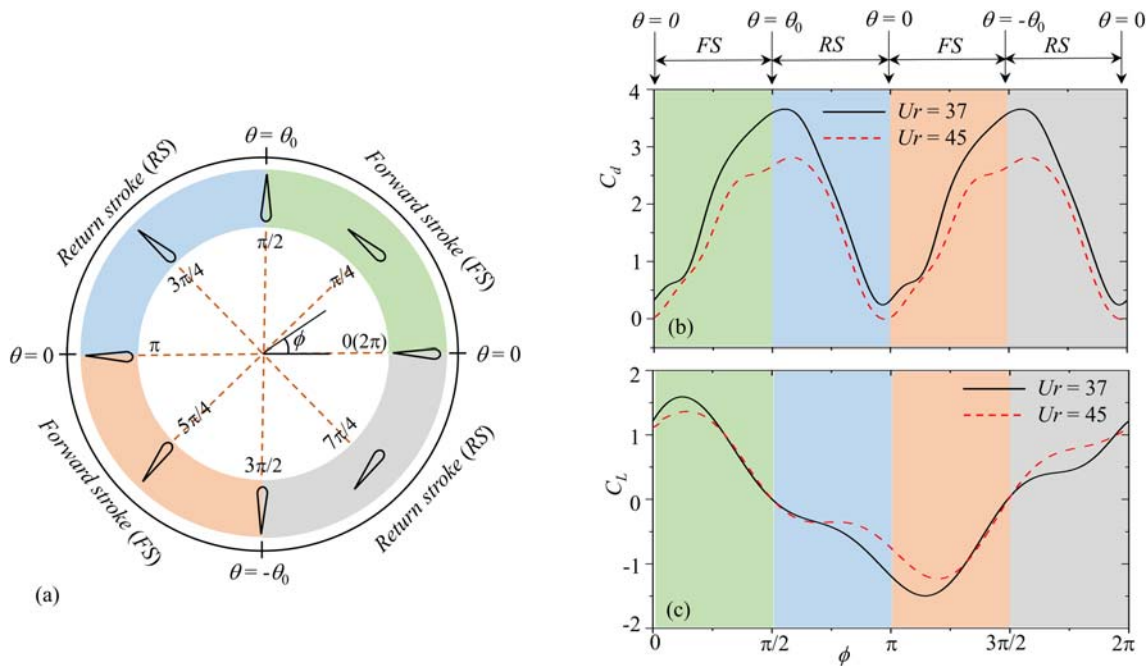 θ = θ₀
Return stroke (RS)
Forward stroke (FS)
π/2
3π/4
π/4
θ = 0
π
ϕ
0(2π)
θ = 0
5π/4
7π/4
3π/2
Forward stroke (FS)
Return stroke (RS)
θ = -θ₀
(a)
θ = 0 θ = θ₀ θ = 0 θ = -θ₀ θ = 0
FS RS FS RS
4
3
2
1
0
C_d
Ur = 37
Ur = 45
(b)
2
1
0
-1
-2
C_L
Ur = 37
Ur = 45
(c)
0 π/2 π 3π/2 2π
ϕ